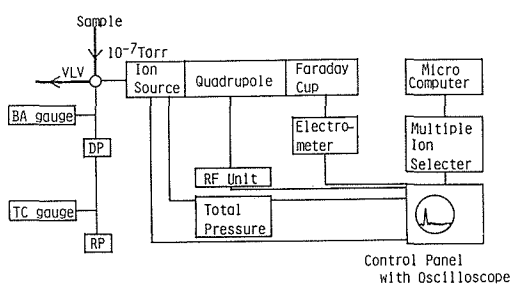 Sample
10-7Torr
VLV
Ion
Source
Quadrupole
Faraday
Cup
Micro
Computer
BA gauge
DP
Electro-
meter
Multiple
Ion
Selecter
RF Unit
TC gauge
RP
Total
Pressure
Control Panel
with Oscilloscope